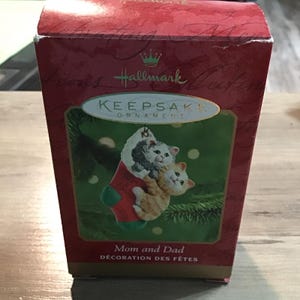 Hallmark
KEEPSAKE
ORNAMENT
Mom and Dad
DÉCORATION DES FÊTES